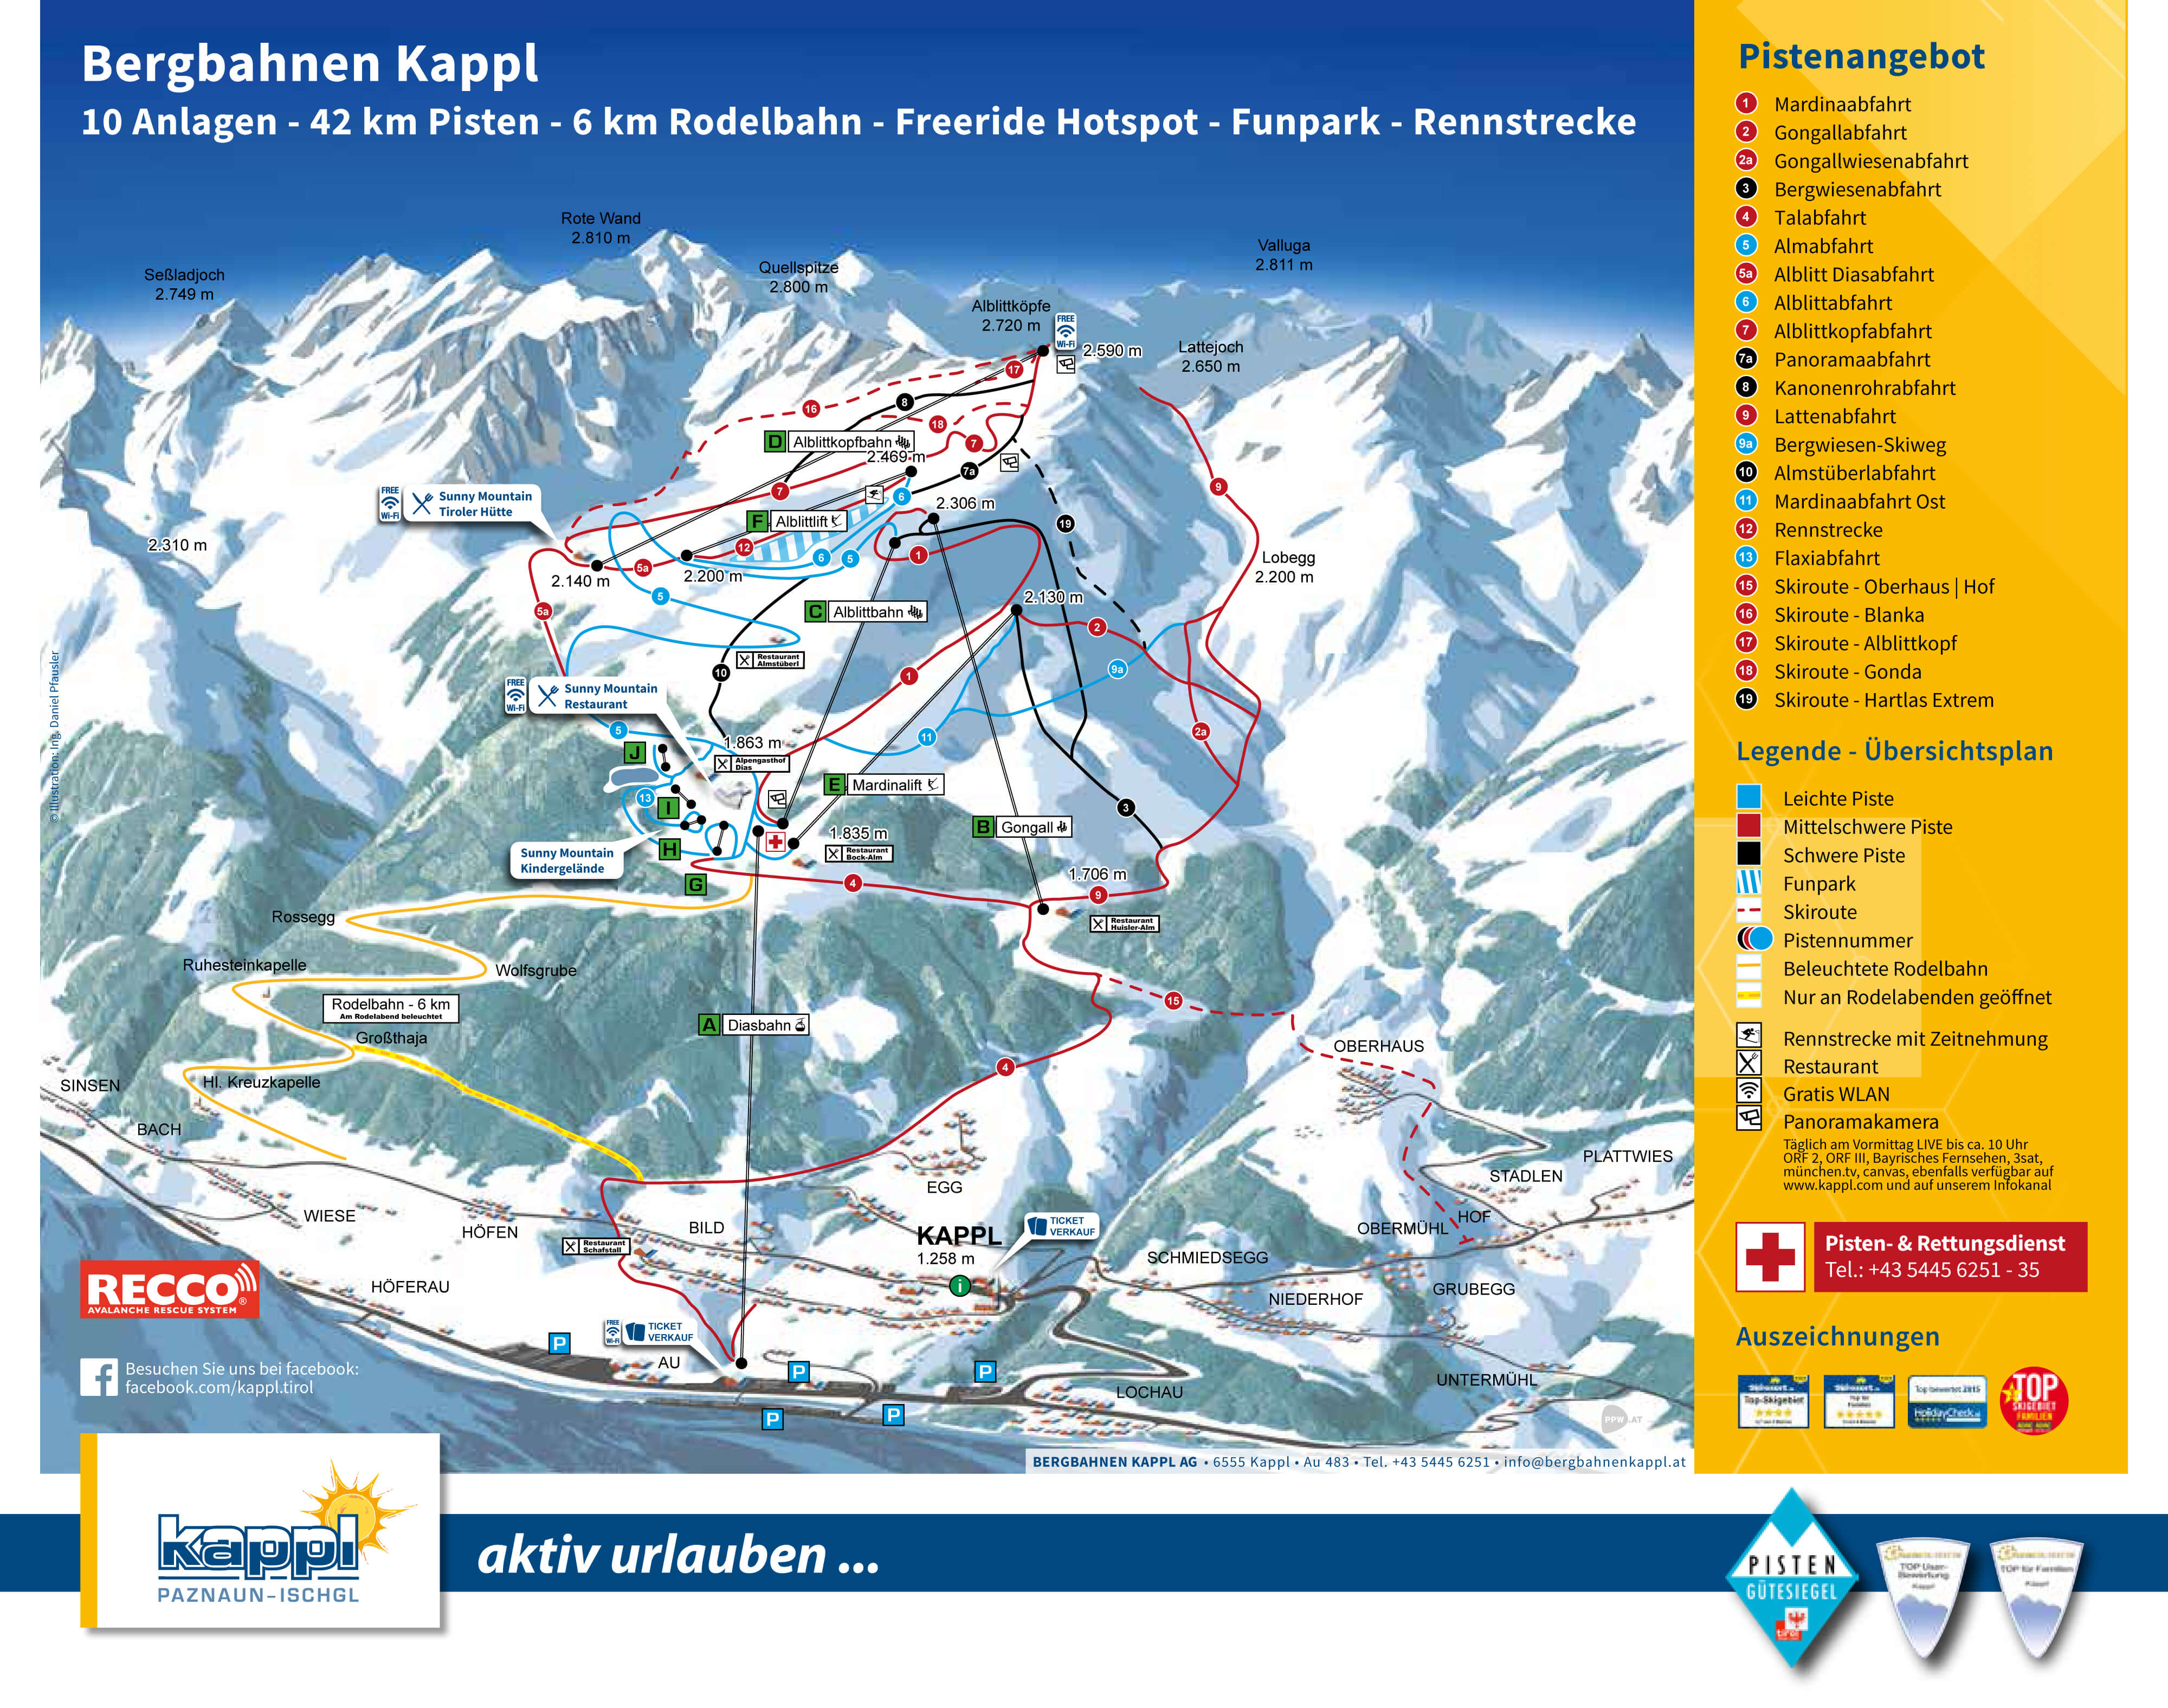 Bergbahnen Kappl
10 Anlagen - 42 km Pisten - 6 km Rodelbahn - Freeride Hotspot - Funpark - Rennstrecke
Rote Wand
2.810 m
Seßladjoch
2.749 m
Quellspitze
2.800 m
Valluga
2.811 m
Alblittköpfe
2.720 m
FREE
Wi-Fi
2.590 m
Lattejoch
2.650 m
17
16
8
18
D Alblittkopfbahn
7
2.469 m
7a
9
7
6
FREE
Wi-Fi
Sunny Mountain
Tiroler Hütte
2.306 m
F Alblittlift
19
2.310 m
12
6
5
1
Lobegg
2.200 m
5a
2.140 m
2.200 m
5
5a
2.130 m
C Alblittbahn
2
Restaurant
Almstüberl
10
1
9a
FREE
Wi-Fi
Sunny Mountain
Restaurant
5
11
2a
J
1.863 m
Alpengasthof
Dias
E Mardinalift
13
I
3
B Gongall
1.835 m
Restaurant
Bock-Alm
H
Sunny Mountain
Kindergelände
G
4
1.706 m
9
Restaurant
Huisler-Alm
Rossegg
Ruhesteinkapelle
Wolfsgrube
Rodelbahn - 6 km
Am Rodelabend beleuchtet
15
A Diasbahn
Großthaja
OBERHAUS
4
SINSEN
Hl. Kreuzkapelle
BACH
PLATTWIES
STADLEN
EGG
WIESE
HÖFEN
BILD
HOF
OBERMÜHL
KAPPL
1.258 m
TICKET
VERKAUF
i
Restaurant
Schafstall
SCHMIEDSEGG
HÖFERAU
NIEDERHOF
GRUBEGG
FREE
Wi-Fi
TICKET
VERKAUF
AU
P
P
P
P
P
LOCHAU
UNTERMÜHL
PPW.AT
© Illustration: Ing. Daniel Pfausler
RECCO®
AVALANCHE RESCUE SYSTEM
Besuchen Sie uns bei facebook:
facebook.com/kappl.tirol
BERGBAHNEN KAPPL AG • 6555 Kappl • Au 483 • Tel. +43 5445 6251 • info@bergbahnenkappl.at
Pistenangebot
1 Mardinaabfahrt
2 Gongallabfahrt
2a Gongallwiesenabfahrt
3 Bergwiesenabfahrt
4 Talabfahrt
5 Almabfahrt
5a Alblitt Diasabfahrt
6 Alblittabfahrt
7 Alblittkopfabfahrt
7a Panoramaabfahrt
8 Kanonenrohrabfahrt
9 Lattenabfahrt
9a Bergwiesen-Skiweg
10 Almstüberlabfahrt
11 Mardinaabfahrt Ost
12 Rennstrecke
13 Flaxiabfahrt
15 Skiroute - Oberhaus | Hof
16 Skiroute - Blanka
17 Skiroute - Alblittkopf
18 Skiroute - Gonda
19 Skiroute - Hartlas Extrem
Legende - Übersichtsplan
Leichte Piste
Mittelschwere Piste
Schwere Piste
Funpark
Skiroute
Pistennummer
Beleuchtete Rodelbahn
Nur an Rodelabenden geöffnet
Rennstrecke mit Zeitnehmung
Restaurant
Gratis WLAN
Panoramakamera
Täglich am Vormittag LIVE bis ca. 10 Uhr
ORF 2, ORF III, Bayrisches Fernsehen, 3sat,
münchen.tv, canvas, ebenfalls verfügbar auf
www.kappl.com und auf unserem Infokanal
Pisten- & Rettungsdienst
Tel.: +43 5445 6251 - 35
Auszeichnungen
Top-Skigebiet
Top bewertet 2015
HolidayCheck
TOP
SKIGEBIET
FAMILIEN
kappl
PAZNAUN-ISCHGL
aktiv urlauben ...
PISTEN
GÜTESIEGEL
tirol
TOP User-
Bewertung
Kappl
TOP für Familien
Kappl